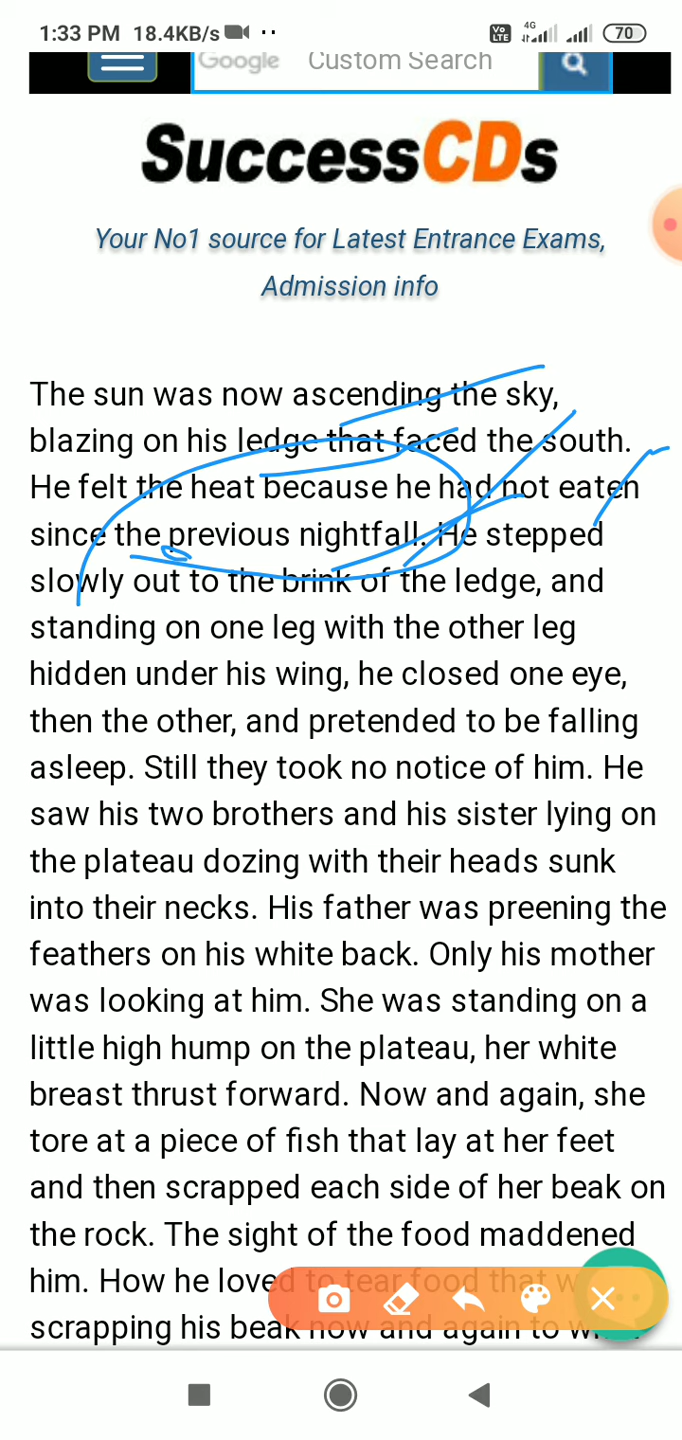 1:33 PM 18.4KB/s
Vo LTE 4G 70
Google Custom Search
SuccessCDs
Your No1 source for Latest Entrance Exams,
Admission info
The sun was now ascending the sky,
blazing on his ledge that faced the south.
He felt the heat because he had not eaten
since the previous nightfall. He stepped
slowly out to the brink of the ledge, and
standing on one leg with the other leg
hidden under his wing, he closed one eye,
then the other, and pretended to be falling
asleep. Still they took no notice of him. He
saw his two brothers and his sister lying on
the plateau dozing with their heads sunk
into their necks. His father was preening the
feathers on his white back. Only his mother
was looking at him. She was standing on a
little high hump on the plateau, her white
breast thrust forward. Now and again, she
tore at a piece of fish that lay at her feet
and then scrapped each side of her beak on
the rock. The sight of the food maddened
him. How he loved to tear food that
scrapping his beak now and again to